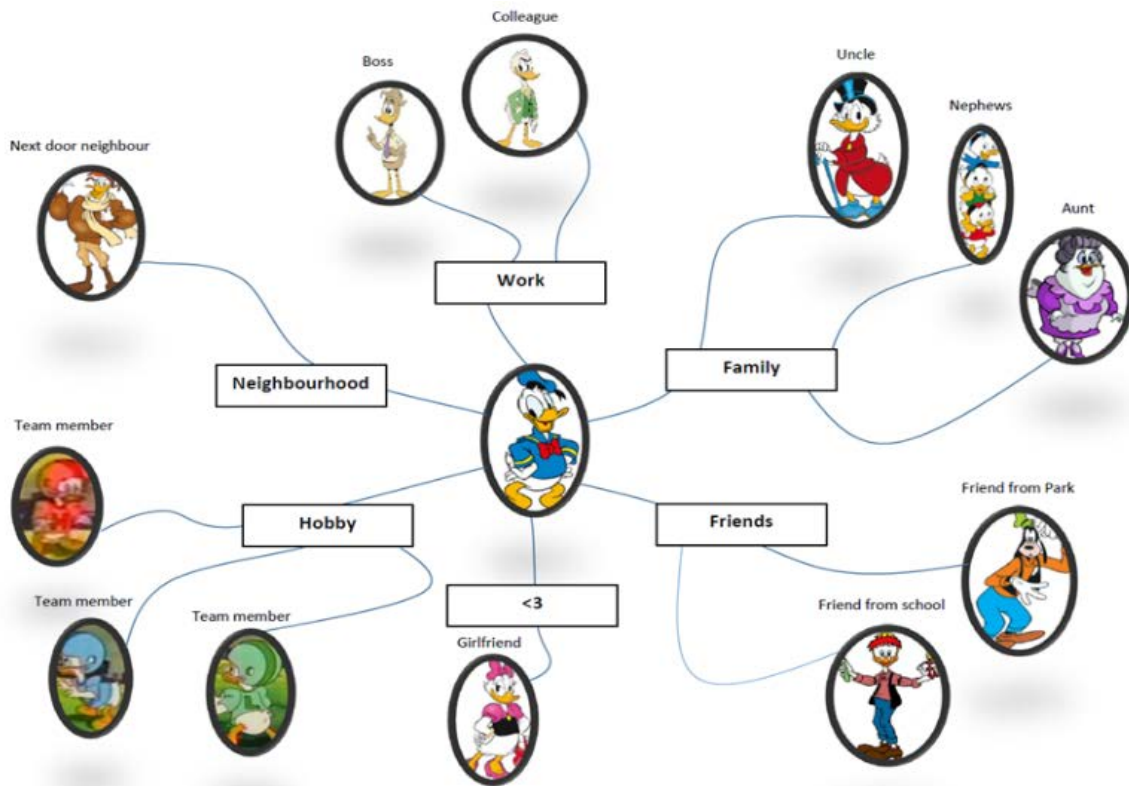 Colleague
Boss
Uncle
Nephews
Next door neighbour
Aunt
Work
Family
Neighbourhood
Team member
Hobby
Friends
Friend from Park
<3
Team member
Team member
Friend from school
Girlfriend